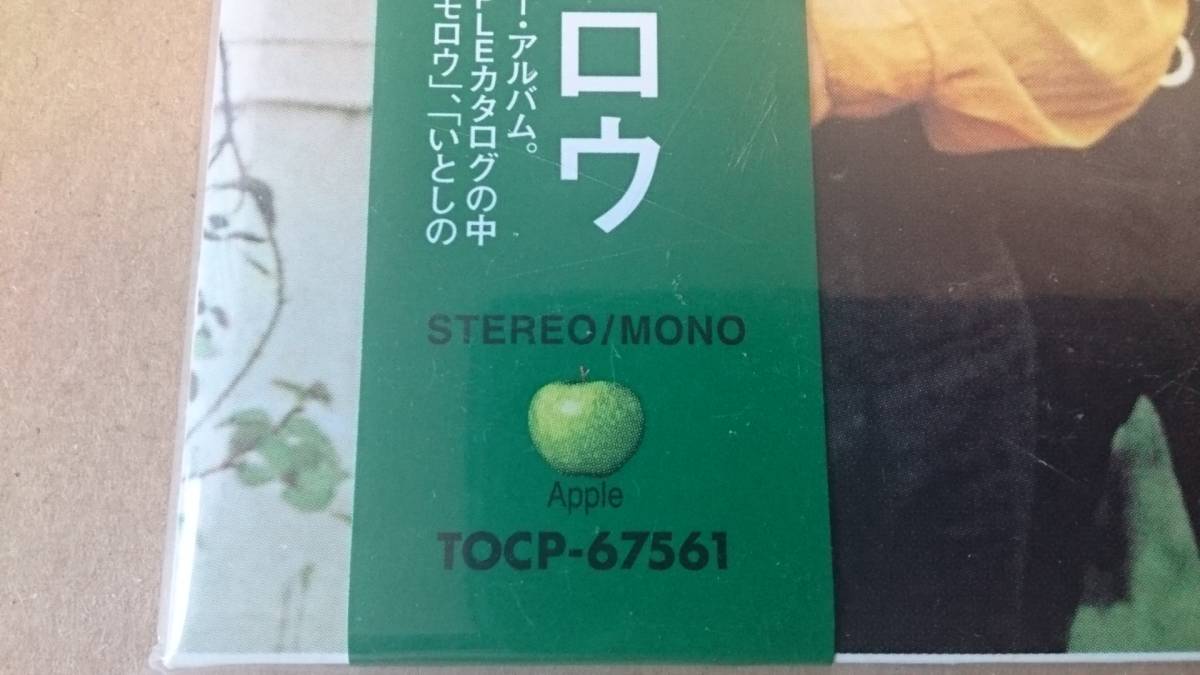 ロウ
ー・アルバム。
PLEカタログの中
モロウ」、「いとしの
STEREO/MONO
Apple
TOCP-67561